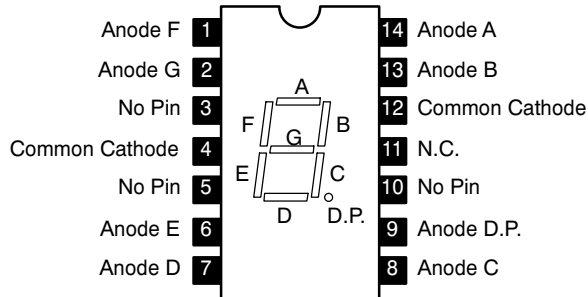 Anode F 1 14 Anode A
Anode G 2 13 Anode B
No Pin 3 12 Common Cathode
Common Cathode 4 11 N.C.
No Pin 5 10 No Pin
Anode E 6 9 Anode D.P.
Anode D 7 8 Anode C
A
F B
G
E C
D D.P.